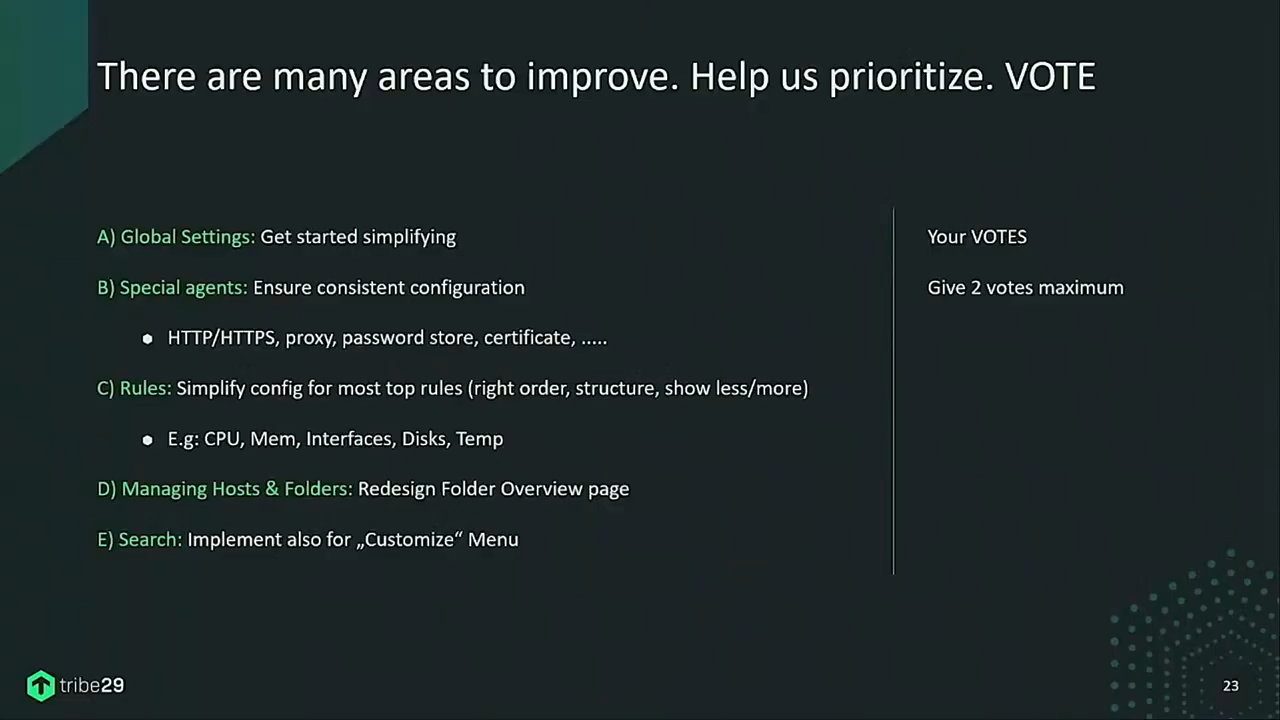 There are many areas to improve. Help us prioritize. VOTE
A) Global Settings: Get started simplifying
B) Special agents: Ensure consistent configuration
HTTP/HTTPS, proxy, password store, certificate, .....
C) Rules: Simplify config for most top rules (right order, structure, show less/more)
E.g: CPU, Mem, Interfaces, Disks, Temp
D) Managing Hosts & Folders: Redesign Folder Overview page
E) Search: Implement also for „Customize“ Menu
Your VOTES
Give 2 votes maximum
tribe29
23